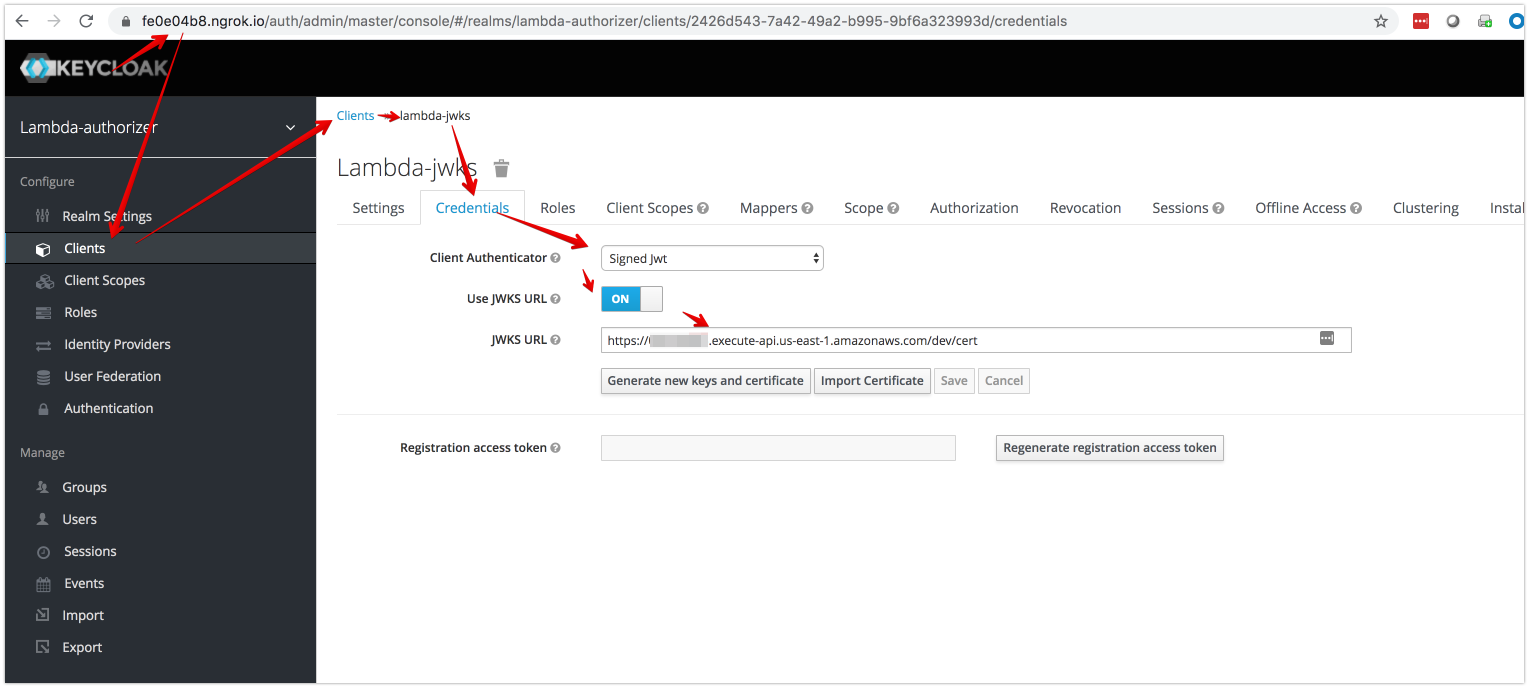 fe0e04b8.ngrok.io/auth/admin/master/console/#/realms/lambda-authorizer/clients/2426d543-7a42-49a2-b995-9bf6a323993d/credentials
KEYCLOAK
Lambda-authorizer
Configure
Realm Settings
Clients
Client Scopes
Roles
Identity Providers
User Federation
Authentication
Manage
Groups
Users
Sessions
Events
Import
Export
Clients » lambda-jwks
Lambda-jwks
Settings Credentials Roles Client Scopes Mappers Scope Authorization Revocation Sessions Offline Access Clustering Instal
Client Authenticator Signed Jwt
Use JWKS URL ON
JWKS URL https:// .execute-api.us-east-1.amazonaws.com/dev/cert
Generate new keys and certificate Import Certificate Save Cancel
Registration access token Regenerate registration access token